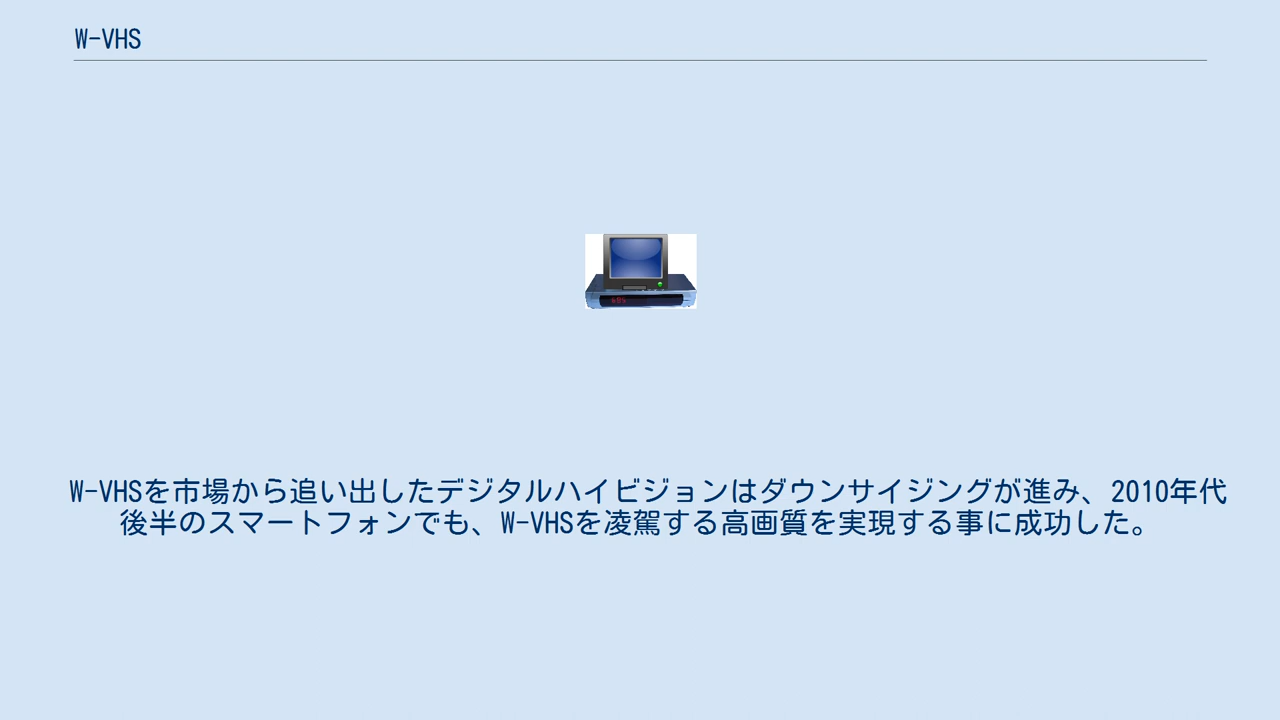 W-VHS
W-VHSを市場から追い出したデジタルハイビジョンはダウンサイジングが進み、2010年代
後半のスマートフォンでも、W-VHSを凌駕する高画質を実現する事に成功した。